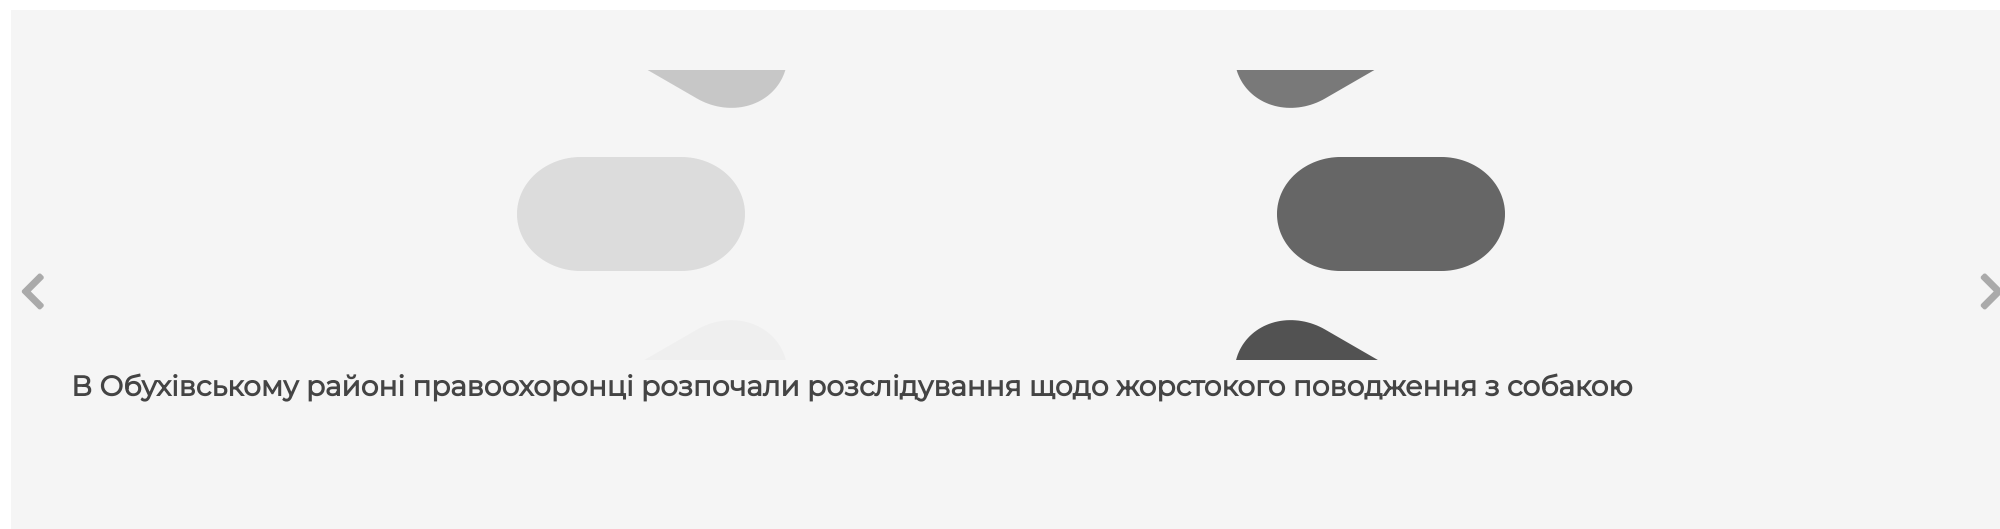 В Обухівському районі правоохоронці розпочали розслідування щодо жорстокого поводження з собакою